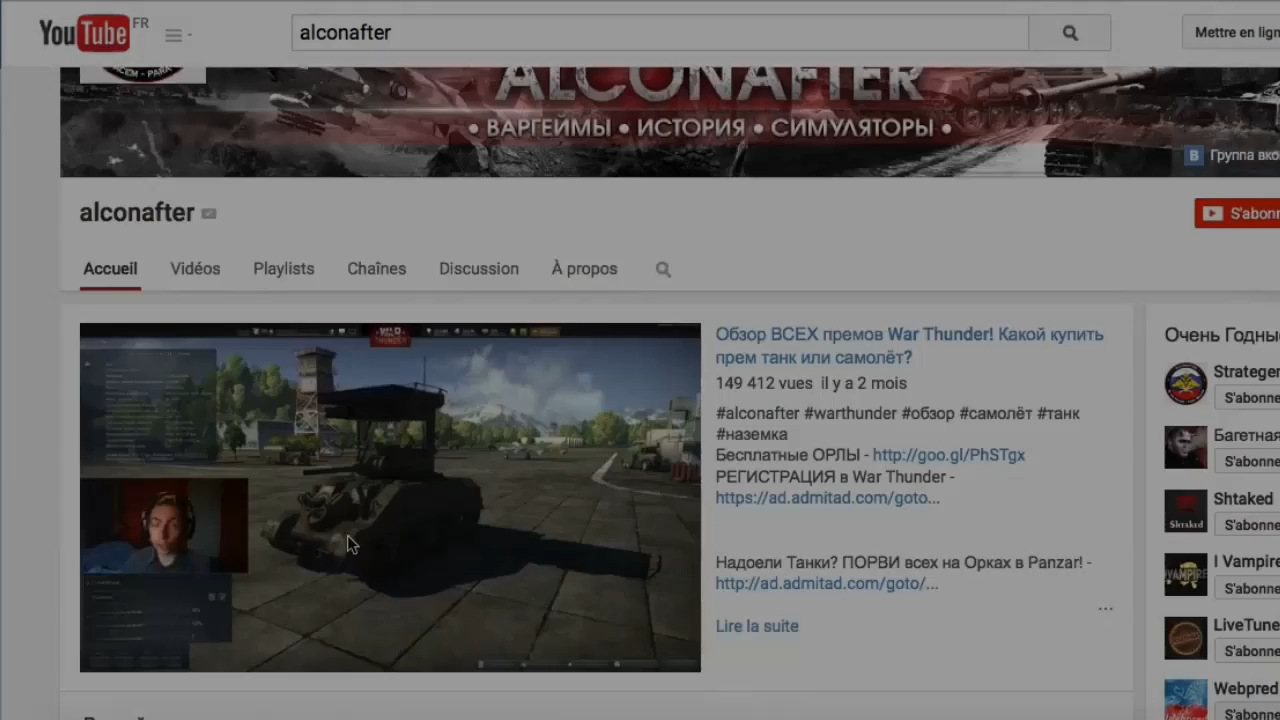 YouTube FR
alconafter
Mettre en lign
ALCONAFTER
• ВАРГЕЙМЫ • ИСТОРИЯ • СИМУЛЯТОРЫ •
B Группа вко
alconafter
S'abonn
Accueil Vidéos Playlists Chaînes Discussion À propos
Обзор ВСЕХ премов War Thunder! Какой купить
прем танк или самолёт?
149 412 vues il y a 2 mois
#alconafter #warthunder #обзор #самолёт #танк
#наземка
Бесплатные ОРЛЫ - http://goo.gl/PhSTgx
РЕГИСТРАЦИЯ в War Thunder -
https://ad.admitad.com/goto...
Надоели Танки? ПОРВИ всех на Орках в Panzar! -
http://ad.admitad.com/goto/...
Lire la suite
Очень Годные
Strateger
S'abonne
Багетная
S'abonne
Shtaked
S'abonne
I Vampire
S'abonne
LiveTune
S'abonne
Webpred
S'abonne